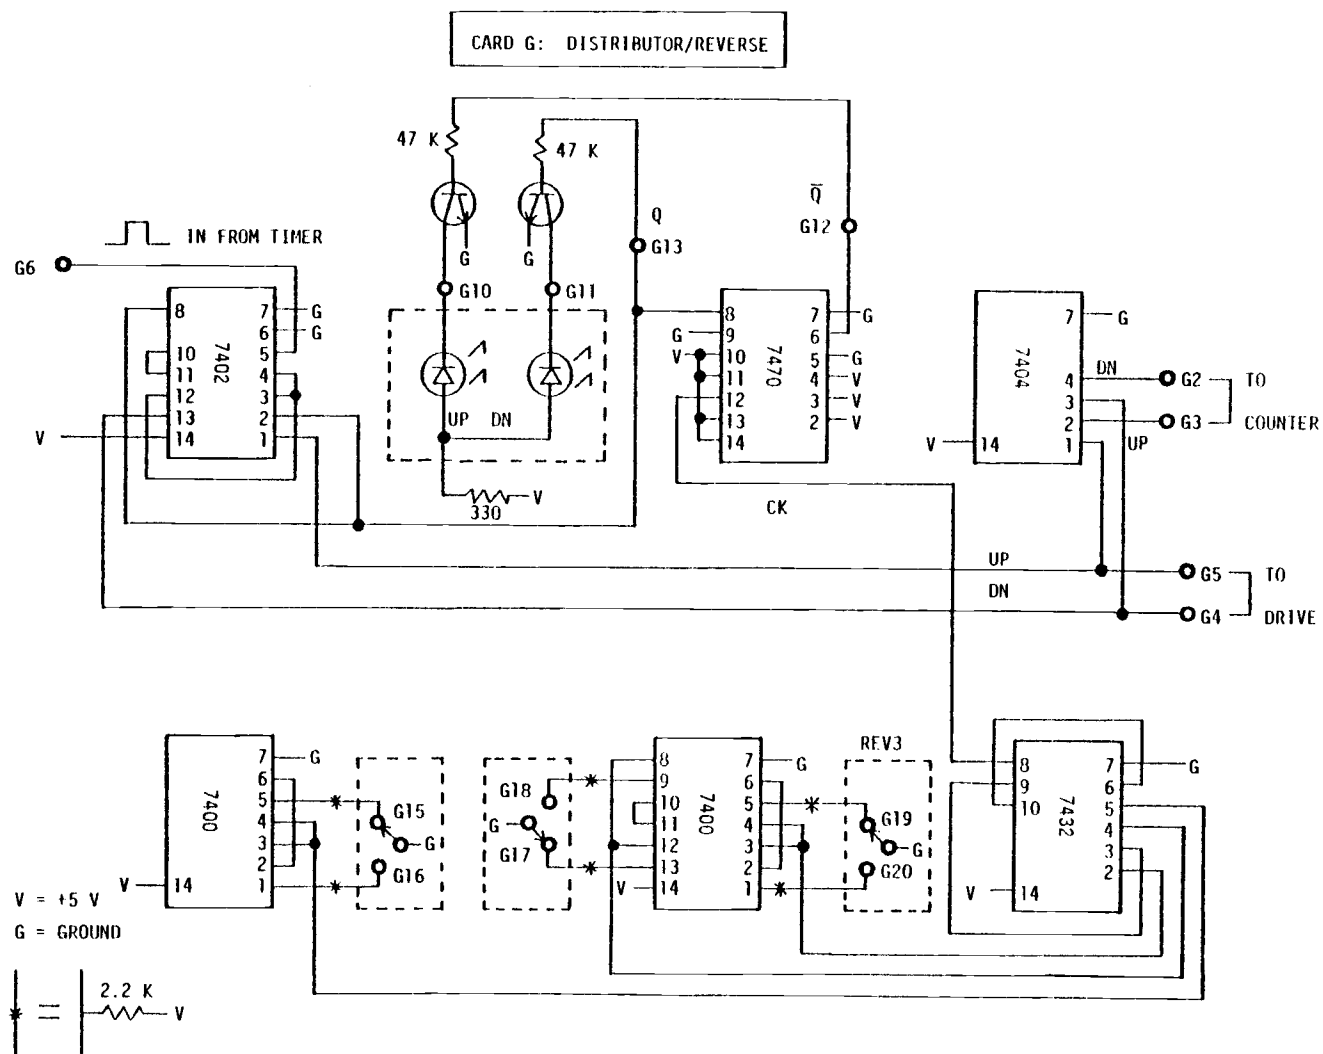 CARD G: DISTRIBUTOR/REVERSE
47 K
47 K
Q̅
Q
G12
IN FROM TIMER
G13
G6
G
G
G10
G11
7402
8
10
11
12
13
14
7
6
5
4
3
2
1
G
G
V
UP DN
330
V
7470
8
9
10
11
12
13
14
7
6
5
4
3
2
G
V
G
G
V
V
V
CK
7404
7
4
3
2
1
14
G
V
DN
UP
G2
G3
TO
COUNTER
UP
DN
G5
G4
TO
DRIVE
7400
7
6
5
4
3
2
1
14
G
V
G15
G
G16
G18
G
G17
7400
8
9
10
11
12
13
14
7
6
5
4
3
2
1
V
G
REV3
G19
G
G20
7432
8
9
10
14
7
6
5
4
3
2
V
G
V = +5 V
G = GROUND
2.2 K
V